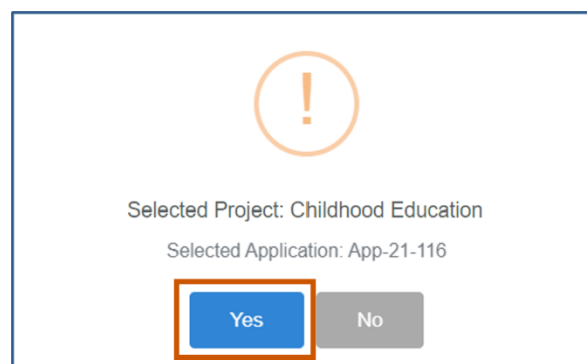 !
Selected Project: Childhood Education
Selected Application: App-21-116
Yes No